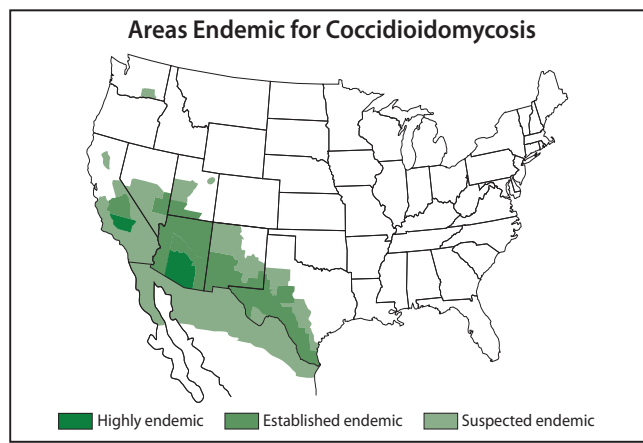 Areas Endemic for Coccidioidomycosis
Highly endemic
Established endemic
Suspected endemic